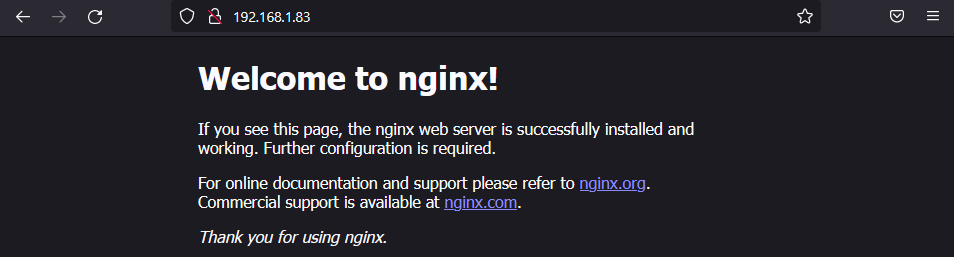 192.168.1.83
Welcome to nginx!
If you see this page, the nginx web server is successfully installed and
working. Further configuration is required.
For online documentation and support please refer to nginx.org.
Commercial support is available at nginx.com.
Thank you for using nginx.